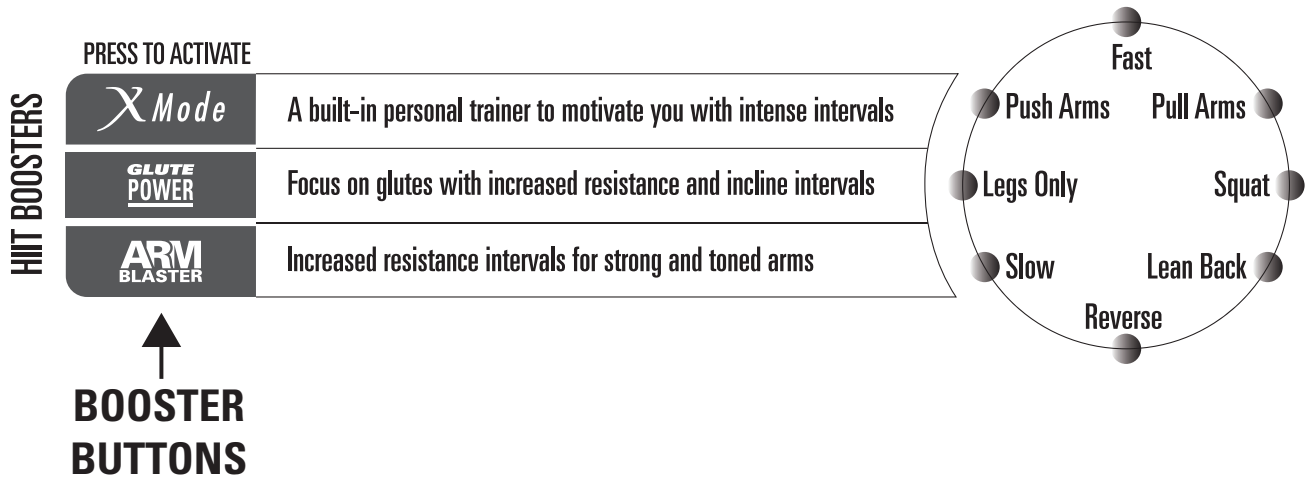 HIIT BOOSTERS
PRESS TO ACTIVATE
X Mode
A built-in personal trainer to motivate you with intense intervals
GLUTE
POWER
Focus on glutes with increased resistance and incline intervals
ARM
BLASTER
Increased resistance intervals for strong and toned arms
BOOSTER
BUTTONS
Fast
Push Arms
Pull Arms
Legs Only
Squat
Slow
Lean Back
Reverse